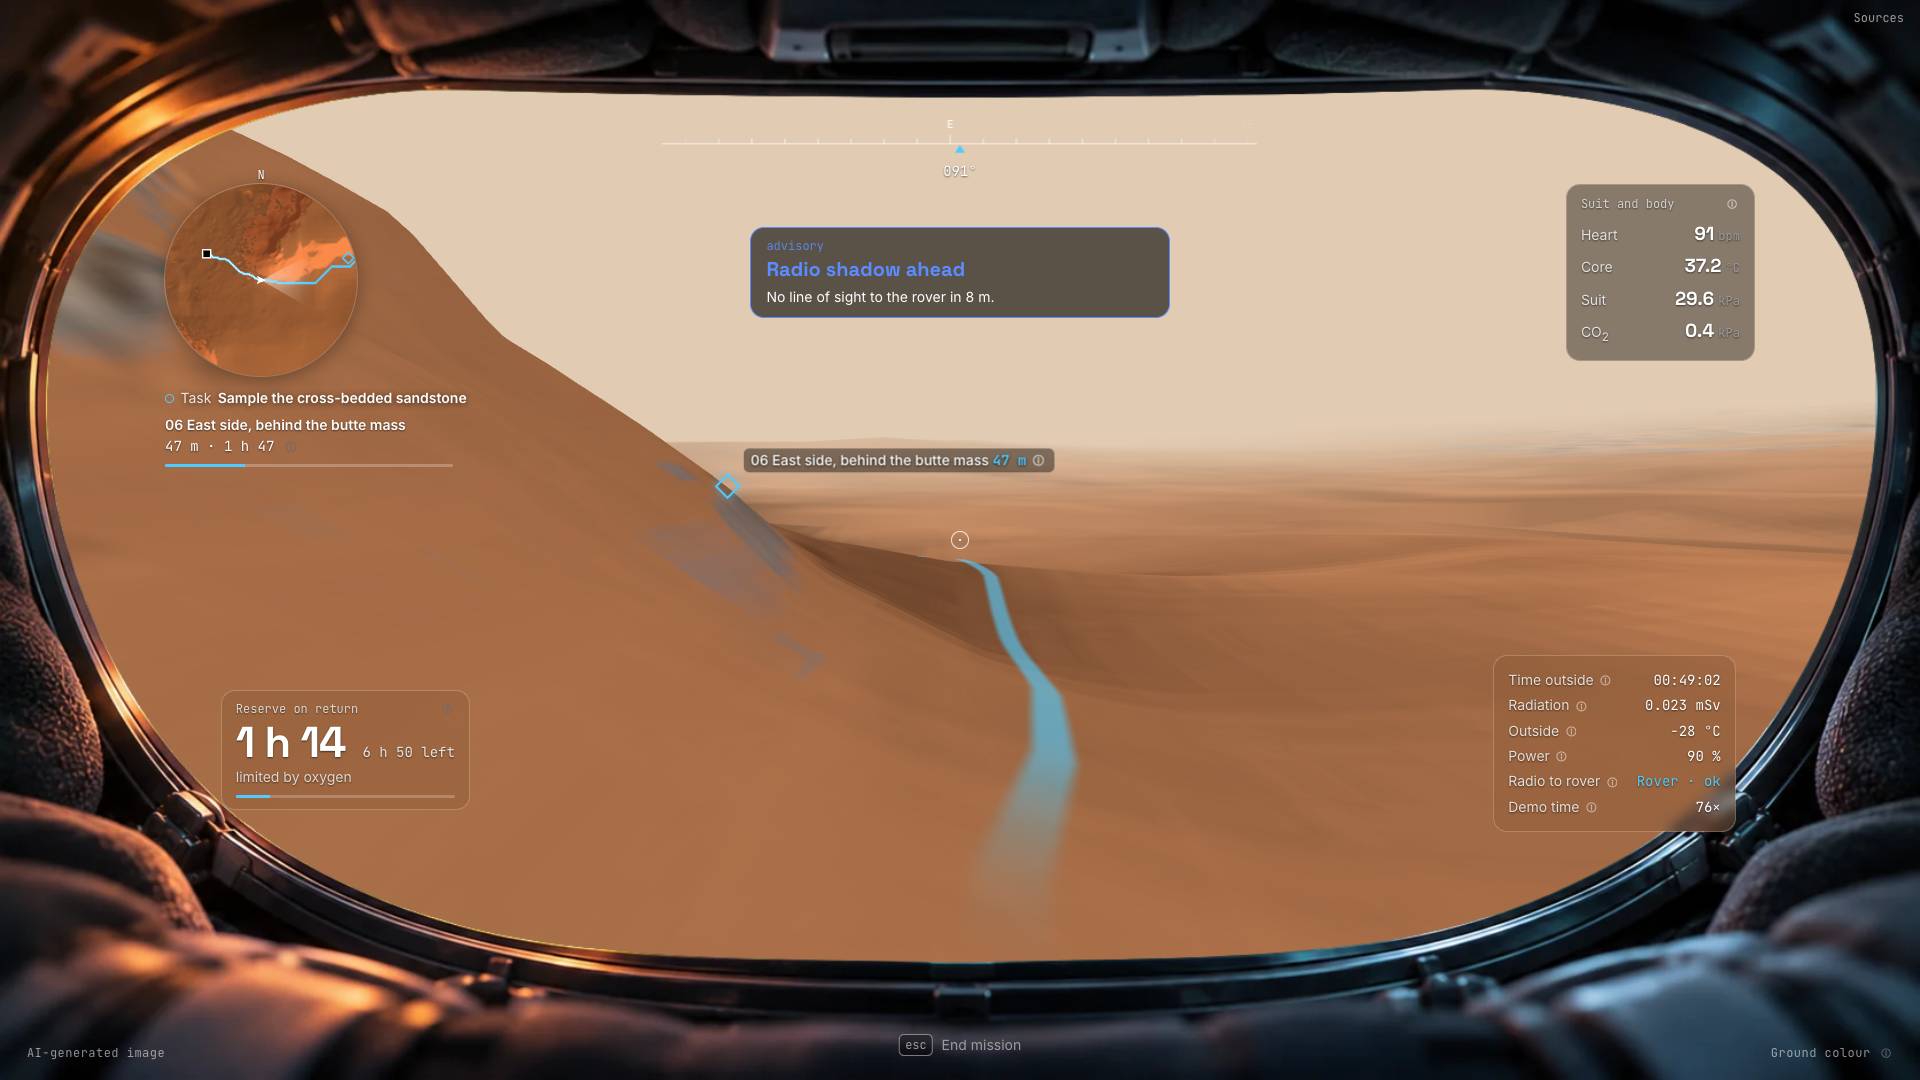 Sources
E
091°
N
advisory
Radio shadow ahead
No line of sight to the rover in 8 m.
Suit and body
Heart 91 bpm
Core 37.2 °C
Suit 29.6 kPa
CO2 0.4 kPa
Task Sample the cross-bedded sandstone
06 East side, behind the butte mass
47 m · 1 h 47
06 East side, behind the butte mass 47 m
Reserve on return
1 h 14 6 h 50 left
limited by oxygen
Time outside 00:49:02
Radiation 0.023 mSv
Outside -28 °C
Power 90 %
Radio to rover Rover · ok
Demo time 76×
esc End mission
AI-generated image
Ground colour